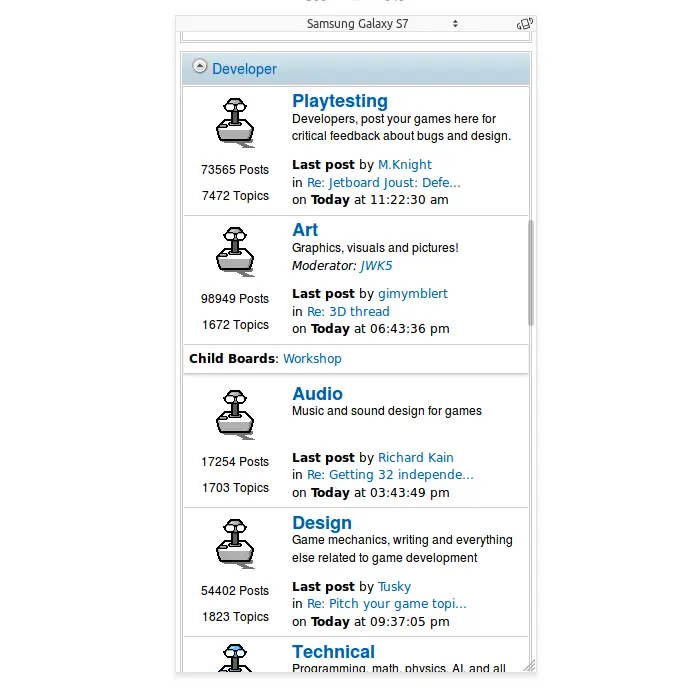 Samsung Galaxy S7
Developer
Playtesting
Developers, post your games here for
critical feedback about bugs and design.
73565 Posts
7472 Topics
Last post by M.Knight
in Re: Jetboard Joust: Defe...
on Today at 11:22:30 am
Art
Graphics, visuals and pictures!
Moderator: JWK5
98949 Posts
1672 Topics
Last post by gimymblert
in Re: 3D thread
on Today at 06:43:36 pm
Child Boards: Workshop
Audio
Music and sound design for games
17254 Posts
1703 Topics
Last post by Richard Kain
in Re: Getting 32 independe...
on Today at 03:43:49 pm
Design
Game mechanics, writing and everything
else related to game development
54402 Posts
1823 Topics
Last post by Tusky
in Re: Pitch your game topi...
on Today at 09:37:05 pm
Technical
Programming, math, physics, AI, and all